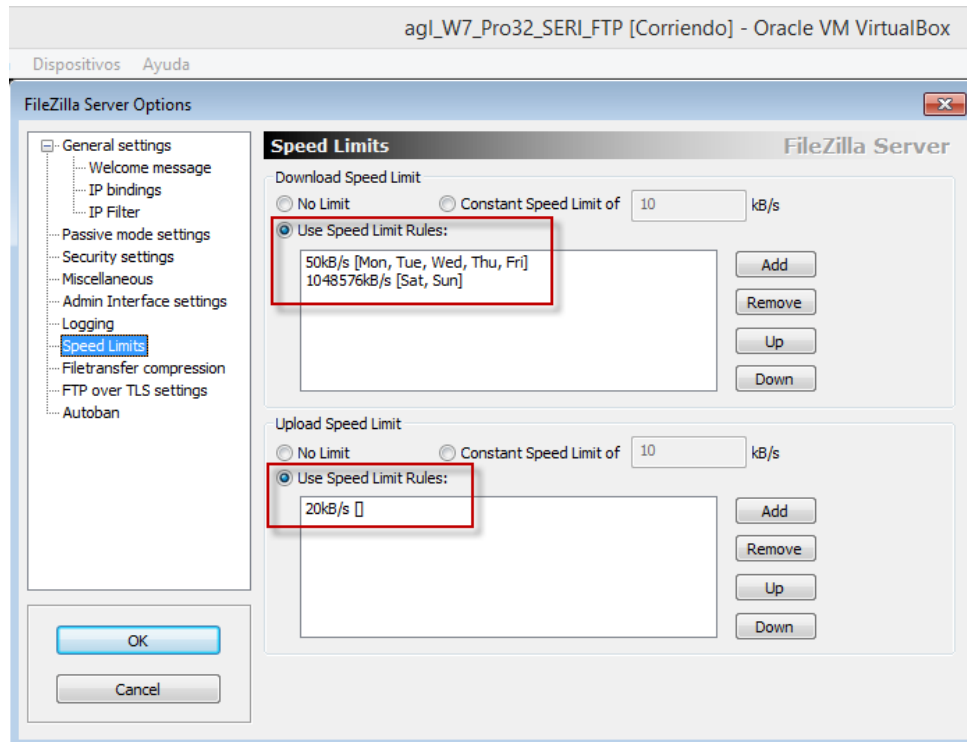 agl_W7_Pro32_SERI_FTP [Corriendo] - Oracle VM VirtualBox
Dispositivos Ayuda
FileZilla Server Options
General settings
Welcome message
IP bindings
IP Filter
Passive mode settings
Security settings
Miscellaneous
Admin Interface settings
Logging
Speed Limits
Filetransfer compression
FTP over TLS settings
Autoban
OK
Cancel
Speed Limits FileZilla Server
Download Speed Limit
No Limit Constant Speed Limit of 10 kB/s
Use Speed Limit Rules:
50kB/s [Mon, Tue, Wed, Thu, Fri]
1048576kB/s [Sat, Sun]
Add
Remove
Up
Down
Upload Speed Limit
No Limit Constant Speed Limit of 10 kB/s
Use Speed Limit Rules:
20kB/s []
Add
Remove
Up
Down